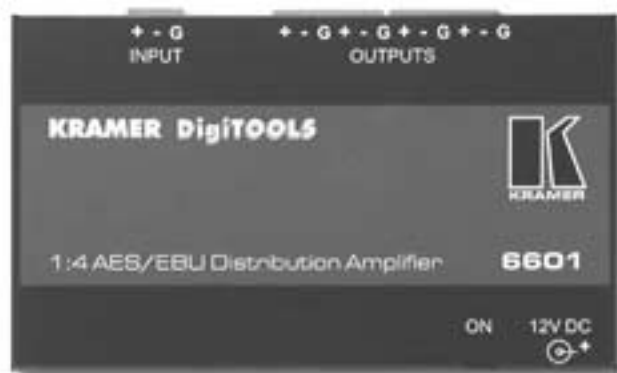 + - G + - G + - G + - G + - G
INPUT OUTPUTS
KRAMER DigiTOOLS
KRAMER
1:4 AES/EBU Distribution Amplifier 6601
ON 12V DC
+